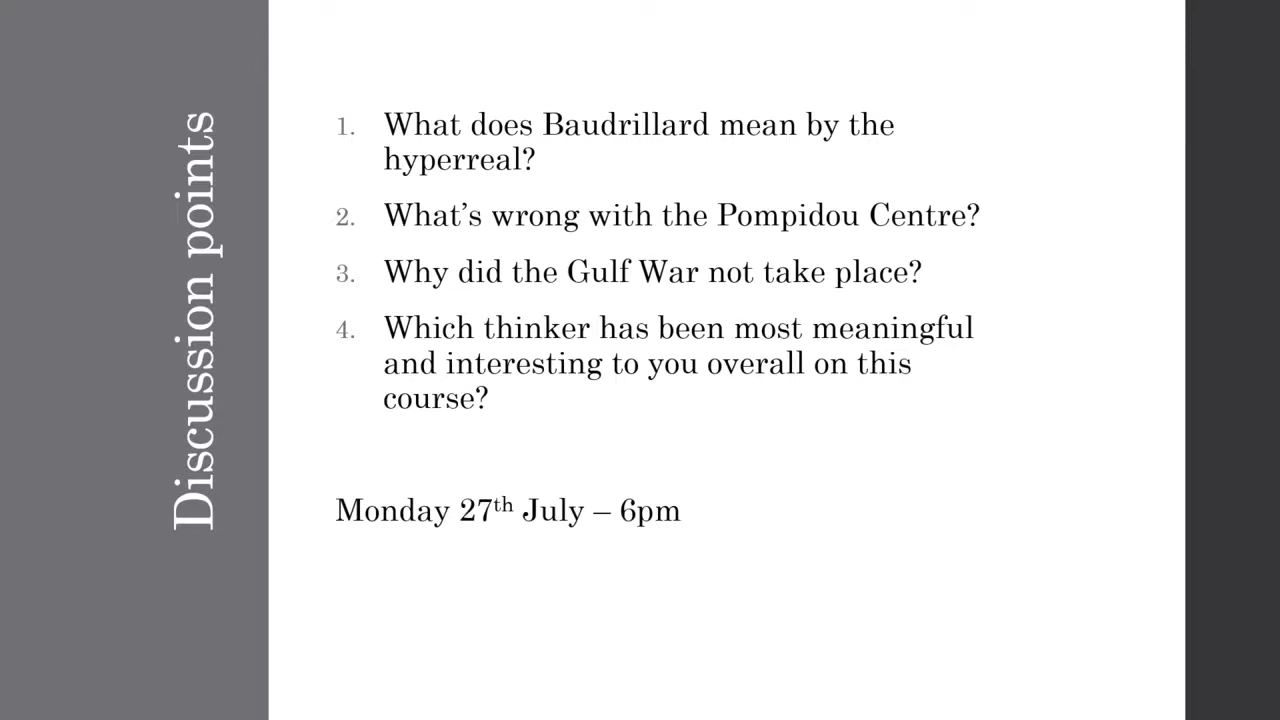 Discussion points
1. What does Baudrillard mean by the
hyperreal?
2. What’s wrong with the Pompidou Centre?
3. Why did the Gulf War not take place?
4. Which thinker has been most meaningful
and interesting to you overall on this
course?
Monday 27th July – 6pm